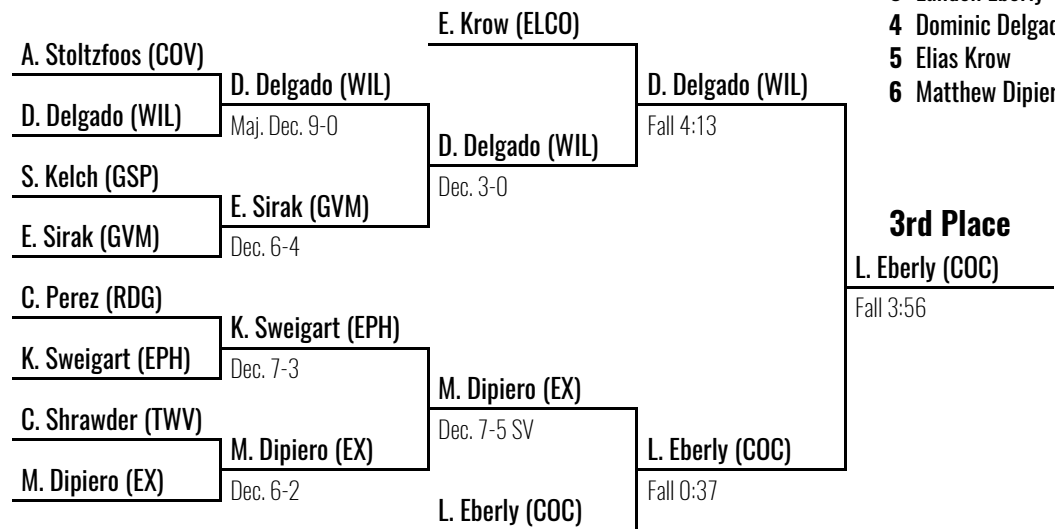 E. Krow (ELCO)
4 Dominic
A. Stoltzfoos (COV)
5 Elias Krow
D. Delgado (WIL)
D. Delgado (WIL)
6 Matthew
D. Delgado (WIL)
Maj. Dec. 9-0
Fall 4:13
D. Delgado (WIL)
S. Kelch (GSP)
Dec. 3-0
E. Sirak (GVM)
3rd Place
E. Sirak (GVM)
Dec. 6-4
L. Eberly (COC)
C. Perez (RDG)
Fall 3:56
K. Sweigart (EPH)
K. Sweigart (EPH)
Dec. 7-3
M. Dipiero (EX)
C. Shrawder (TWV)
Dec. 7-5 SV
M. Dipiero (EX)
L. Eberly (COC)
M. Dipiero (EX)
Dec. 6-2
Fall 0:37
L. Eberly (COC)